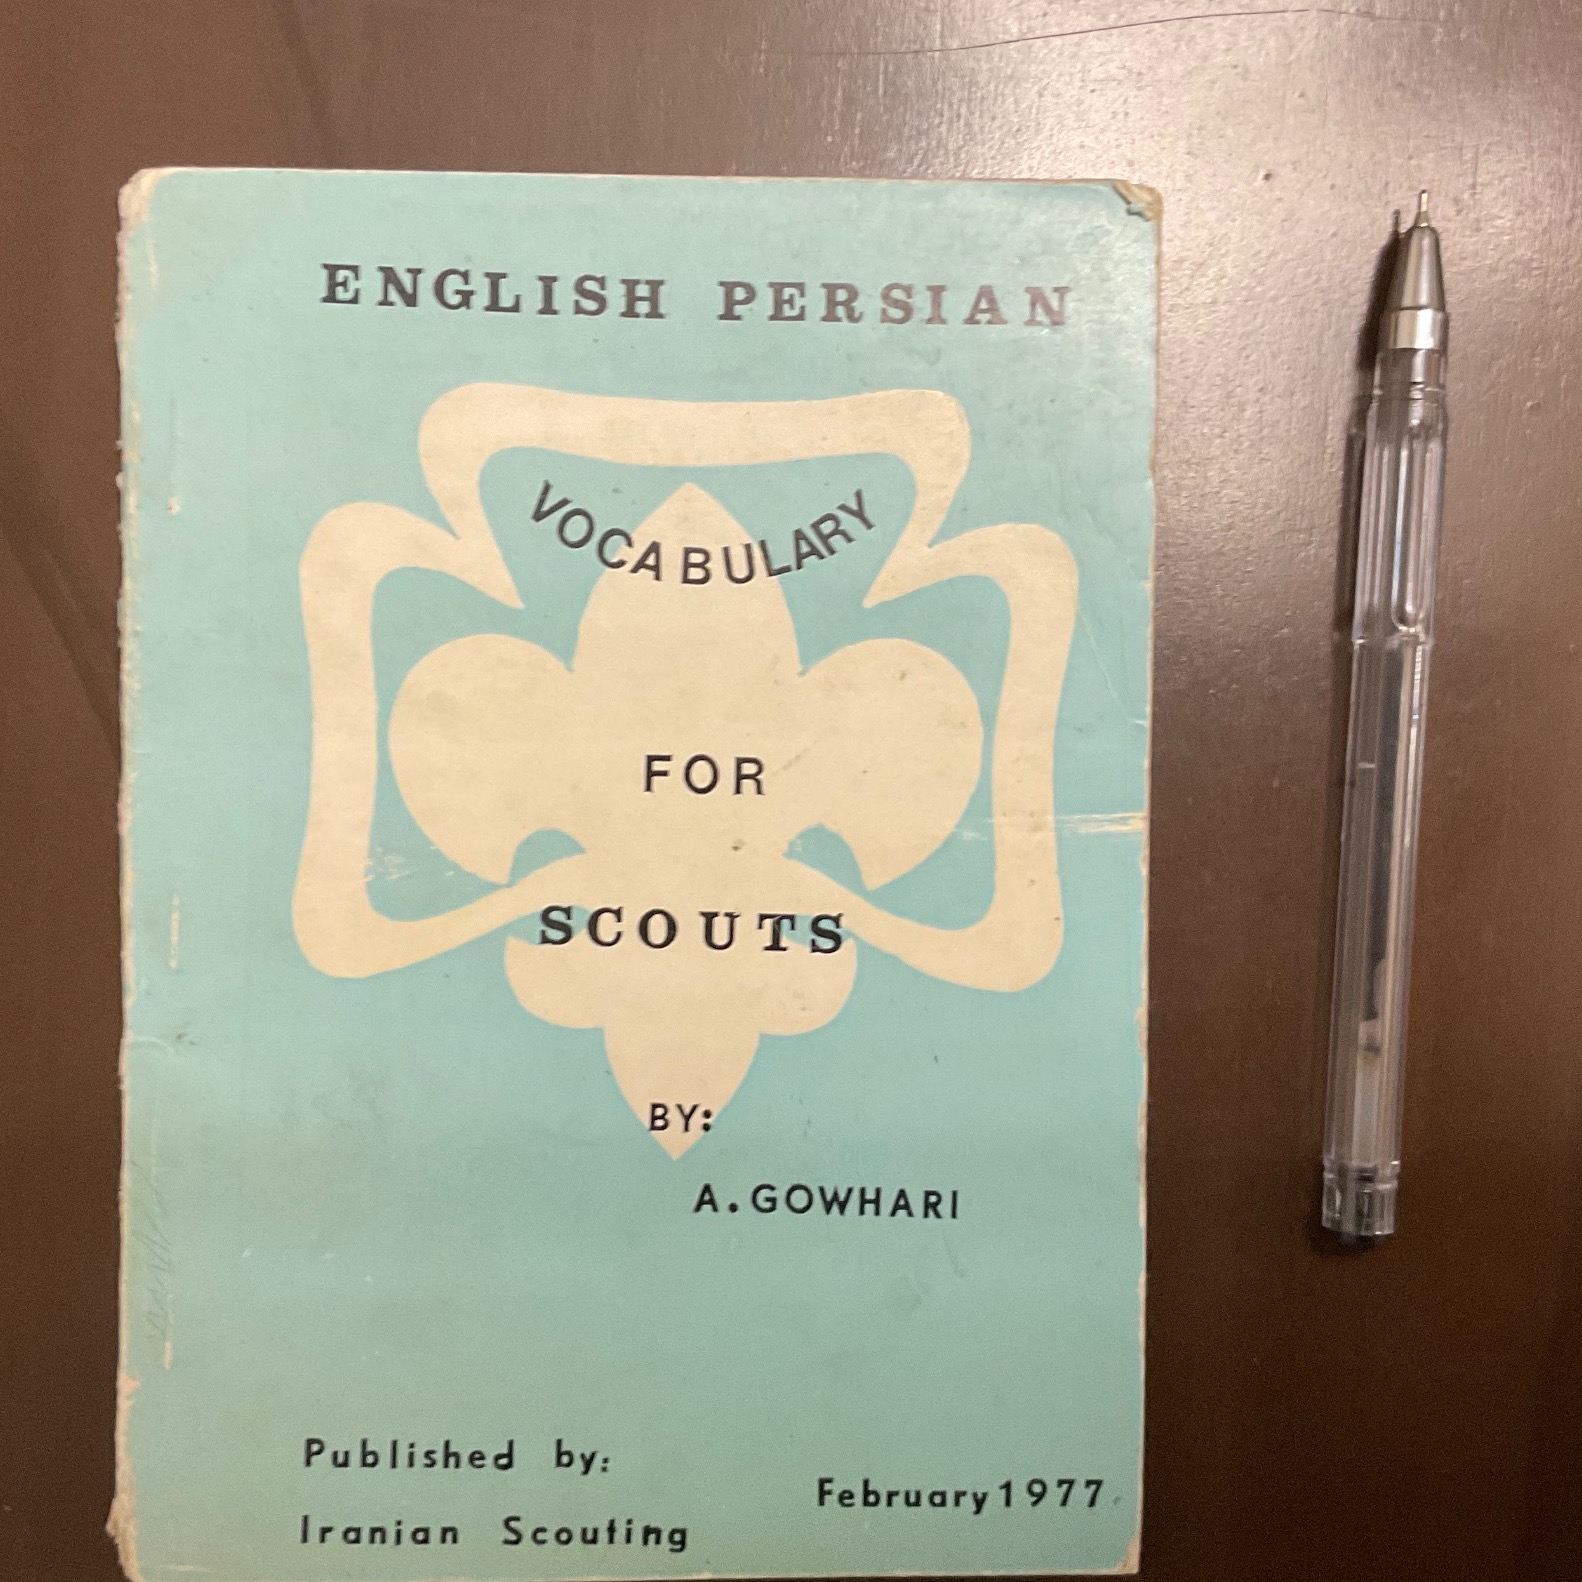 ENGLISH PERSIAN
VOCABULARY
FOR
SCOUTS
BY:
A. GOWHARI
Published by:
Iranian Scouting
February 1977